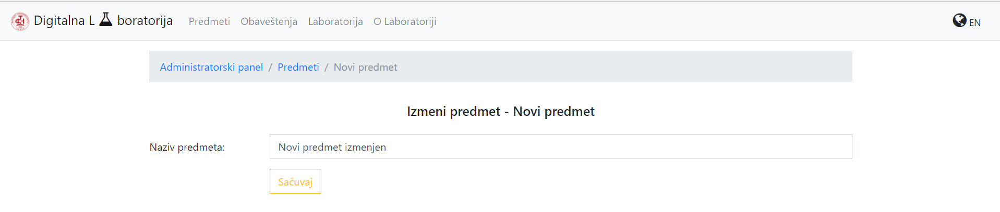 Digitalna L boratorija Predmeti Obaveštenja Laboratorija O Laboratoriji EN
Administratorski panel / Predmeti / Novi predmet
Izmeni predmet - Novi predmet
Naziv predmeta: Novi predmet izmenjen
Sačuvaj